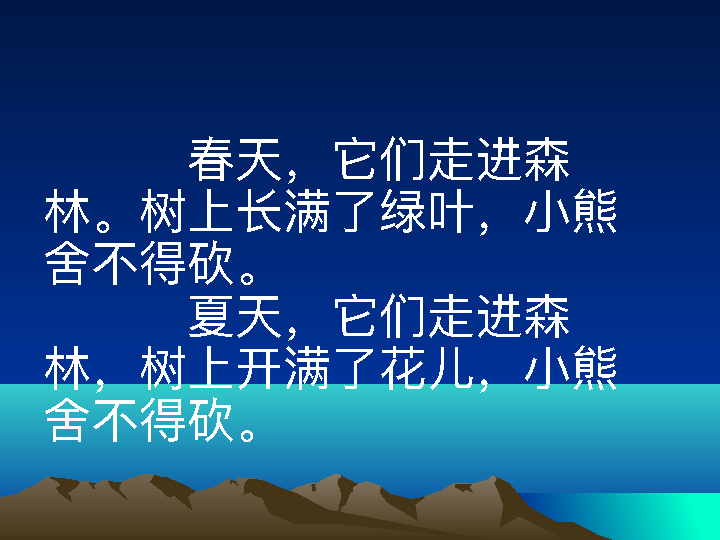 春天，它们走进森
林。树上长满了绿叶，小熊
舍不得砍。
夏天，它们走进森
林，树上开满了花儿，小熊
舍不得砍。